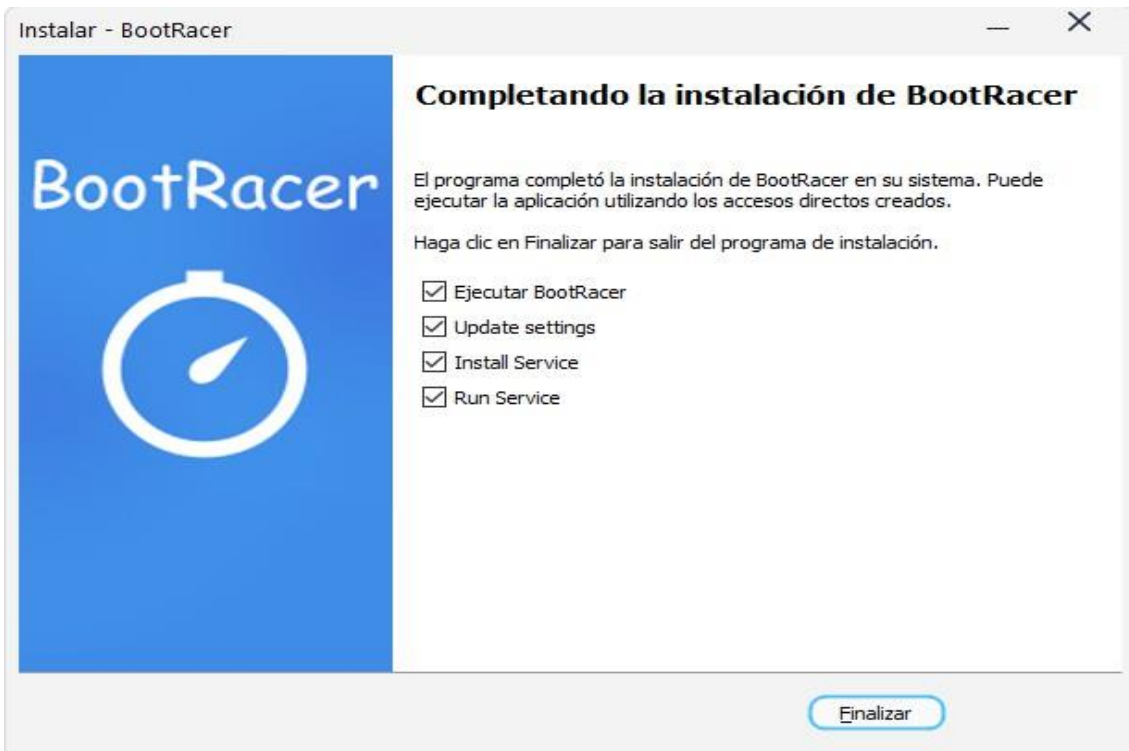 Instalar - BootRacer
Completando la instalación de BootRacer
BootRacer
El programa completó la instalación de BootRacer en su sistema. Puede
ejecutar la aplicación utilizando los accesos directos creados.
Haga clic en Finalizar para salir del programa de instalación.
Ejecutar BootRacer
Update settings
Install Service
Run Service
Finalizar